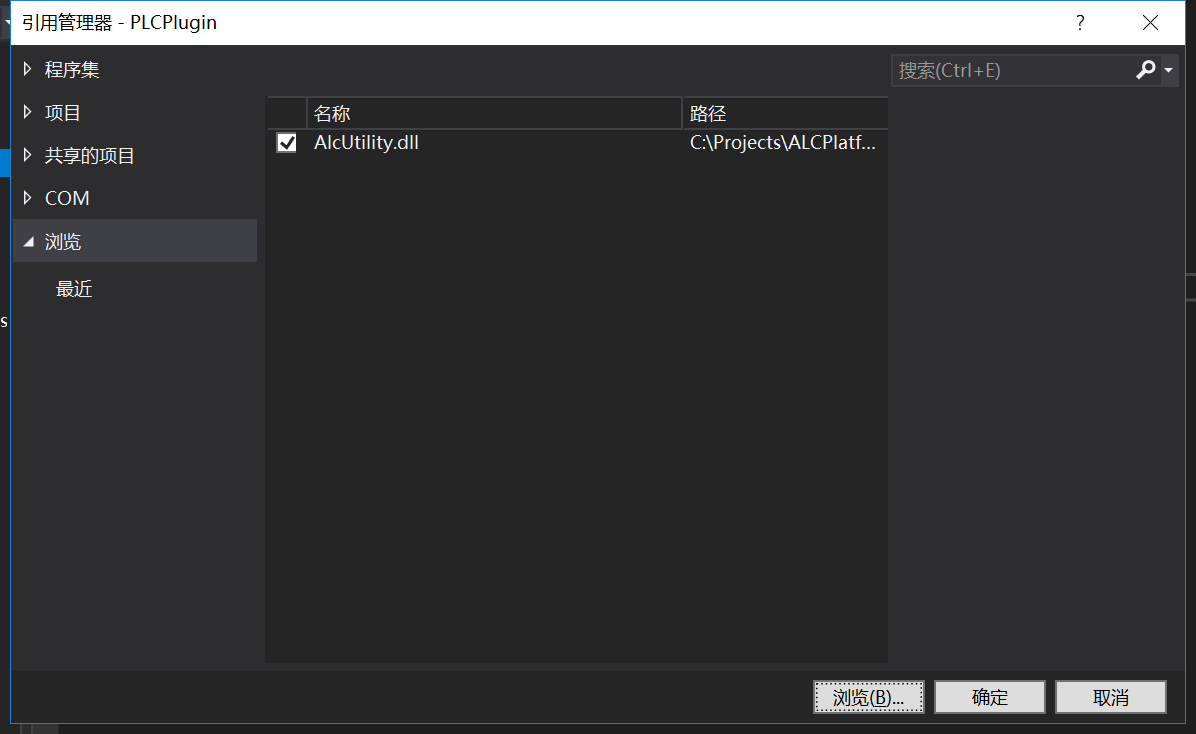 引用管理器 - PLCPlugin
?
程序集
搜索(Ctrl+E)
项目
名称
路径
AlcUtility.dll
C:\Projects\ALCPlatf...
共享的项目
COM
浏览
最近
s
浏览(B)...
确定
取消